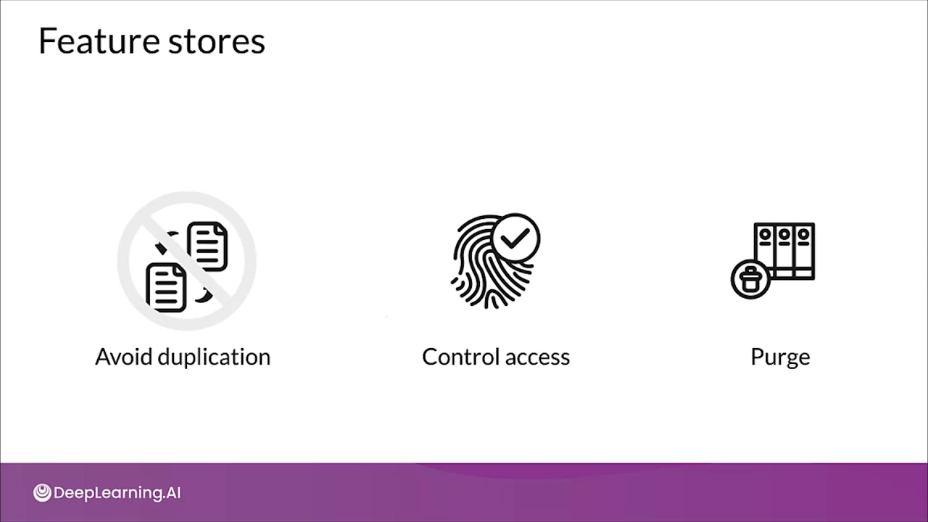 Feature stores
Avoid duplication
Control access
Purge
DeepLearning.AI